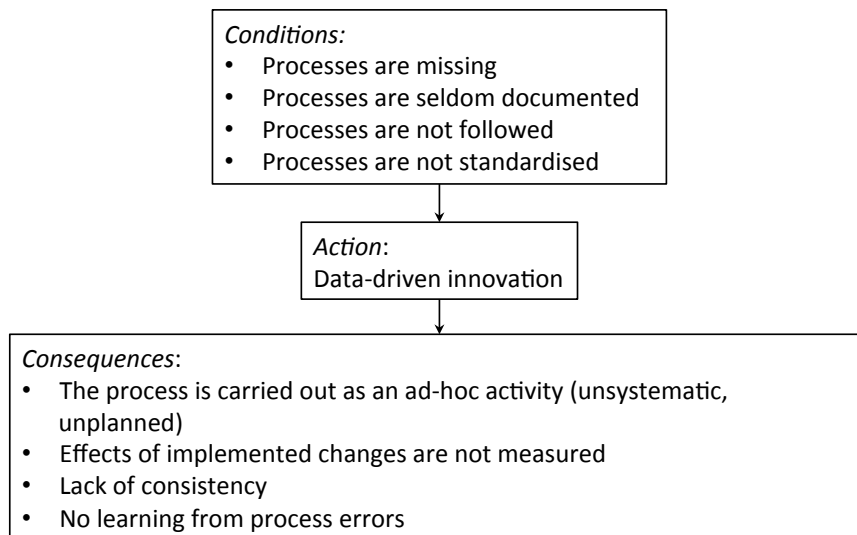 Conditions:
• Processes are missing
• Processes are seldom documented
• Processes are not followed
• Processes are not standardised
Action:
Data-driven innovation
Consequences:
• The process is carried out as an ad-hoc activity (unsystematic,
unplanned)
• Effects of implemented changes are not measured
• Lack of consistency
• No learning from process errors